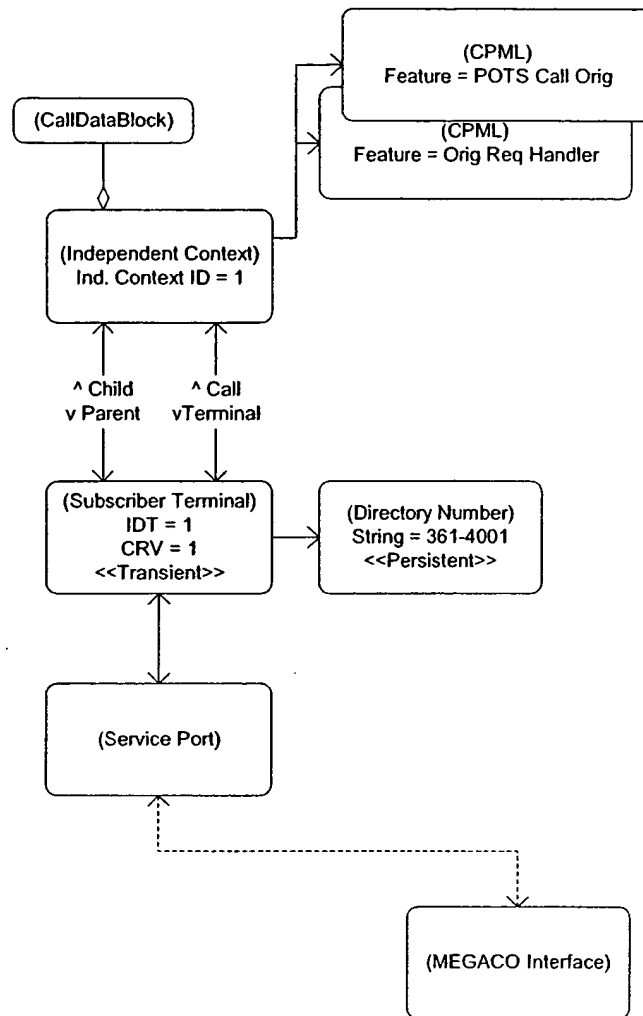 (CPML)
Feature = POTS Call Orig
(CPML)
Feature = Orig Req Handler
(CallDataBlock)
(Independent Context)
Ind. Context ID = 1
^ Child
v Parent
^ Call
vTerminal
(Subscriber Terminal)
IDT = 1
CRV = 1
<<Transient>>
(Directory Number)
String = 361-4001
<<Persistent>>
(Service Port)
(MEGACO Interface)